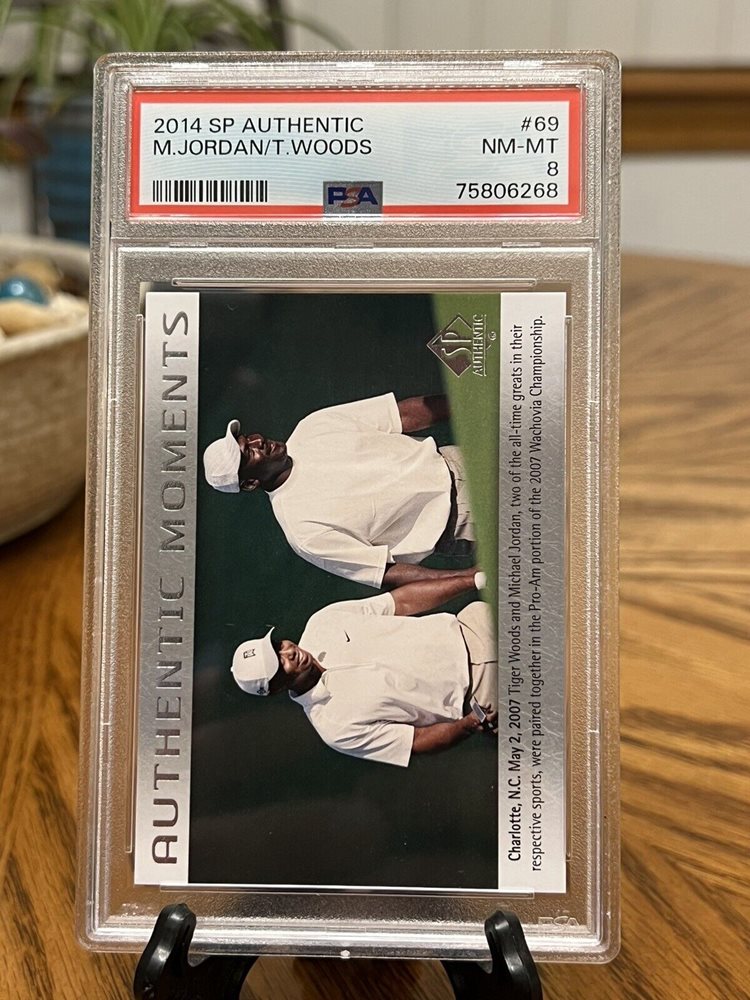 2014 SP AUTHENTIC #69
M.JORDAN/T.WOODS NM-MT
8
PSA 75806268
AUTHENTIC MOMENTS
SP
AUTHENTIC
Charlotte, N.C. May 2, 2007 Tiger Woods and Michael Jordan, two of the all-time greats in their
respective sports, were paired together in the Pro-Am portion of the 2007 Wachovia Championship.
PSA